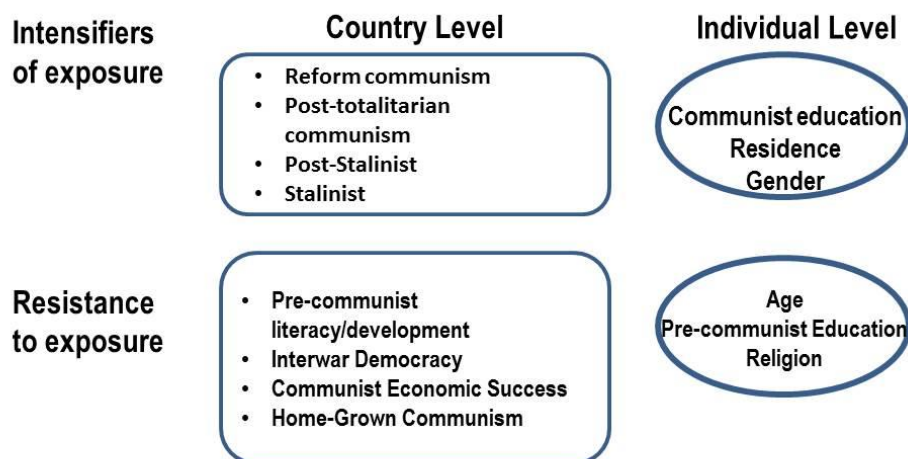 Intensifiers
of exposure
Country Level
Individual Level
• Reform communism
• Post-totalitarian
communism
• Post-Stalinist
• Stalinist
Communist education
Residence
Gender
Resistance
to exposure
• Pre-communist
literacy/development
• Interwar Democracy
• Communist Economic Success
• Home-Grown Communism
Age
Pre-communist Education
Religion